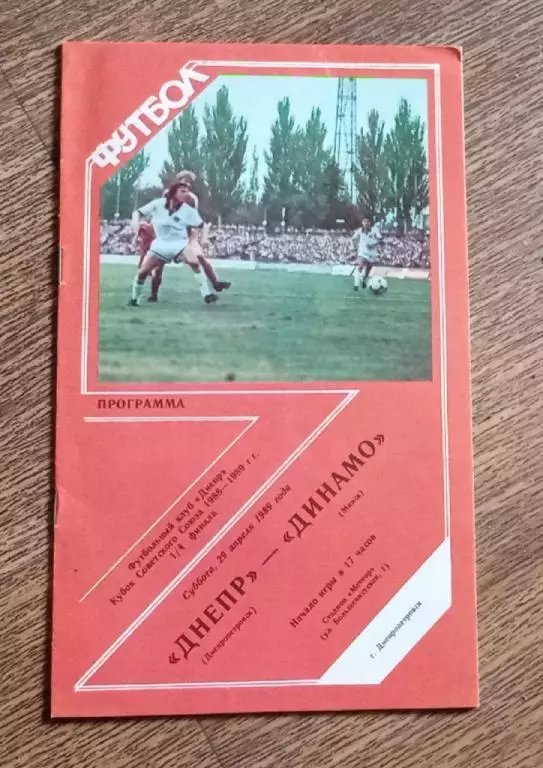 ФУТБОЛ
ПРОГРАММА
Футбольный клуб «Днепр»
Кубок Советского Союза 1988—1989 г г.
1/4 финала
Суббота, 29 апреля 1989 года
«ДНЕПР» — «ДИНАМО»
(Днепропетровск)
(Минск)
Начало игры в 17 часов
Стадион «Метеор»
(ул. Большевистская, 1)
г. Днепропетровск